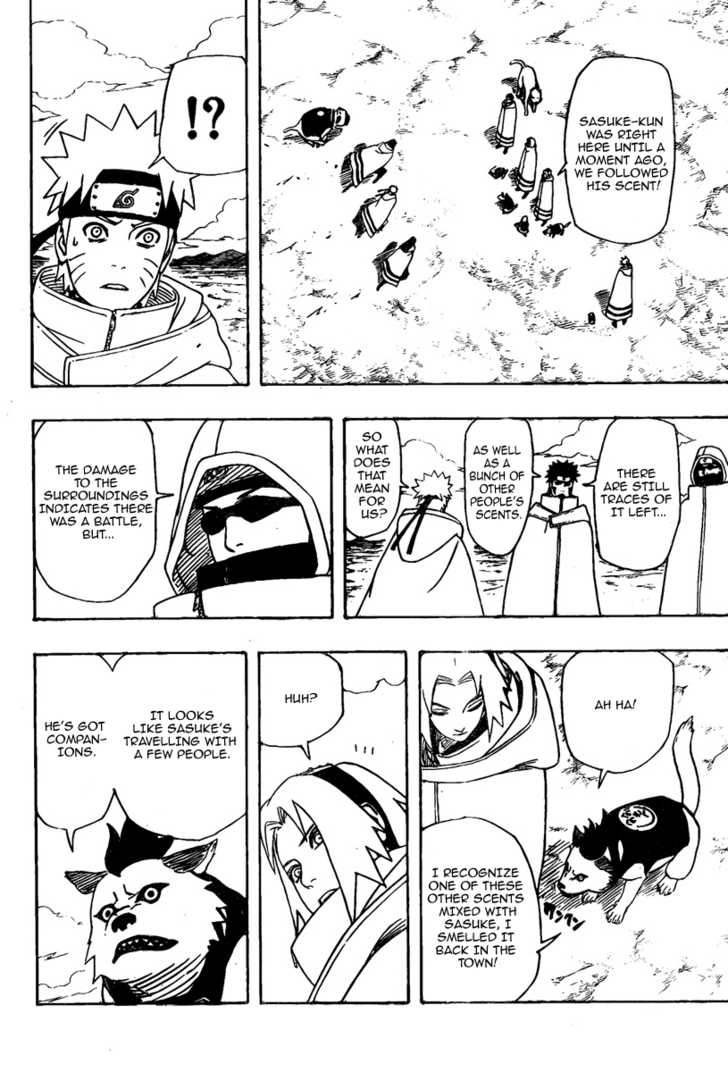 SASUKE-KUN
WAS RIGHT
HERE UNTIL A
MOMENT AGO,
WE FOLLOWED
HIS SCENT!
!?
THERE
ARE STILL
TRACES OF
IT LEFT...
AS WELL
AS A
BUNCH OF
OTHER
PEOPLE'S
SCENTS.
SO
WHAT
DOES
THAT
MEAN
FOR
US?
THE DAMAGE
TO THE
SURROUNDINGS
INDICATES THERE
WAS A BATTLE,
BUT...
AH HA!
I RECOGNIZE
ONE OF THESE
OTHER SCENTS
MIXED WITH
SASUKE, I
SMELLED IT
BACK IN THE
TOWN!
HUH?
IT LOOKS
LIKE SASUKE'S
TRAVELLING WITH
A FEW PEOPLE.
HE'S GOT
COMPAN-
IONS.